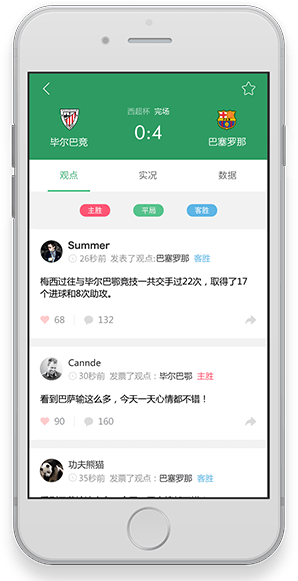 西超杯 完场
0:4
毕尔巴竞
巴塞罗那
观点 实况 数据
主胜 平局 客胜
Summer
26秒前 发表了观点:巴塞罗那 客胜
梅西过往与毕尔巴鄂竞技一共交手过22次，取得了17
个进球和8次助攻。
68 132
Cannde
30秒前 发票了观点：毕尔巴鄂 主胜
看到巴萨输这么多，今天一天心情都不错！
90 160
功夫熊猫
35秒前 发票了观点：巴塞罗那 客胜